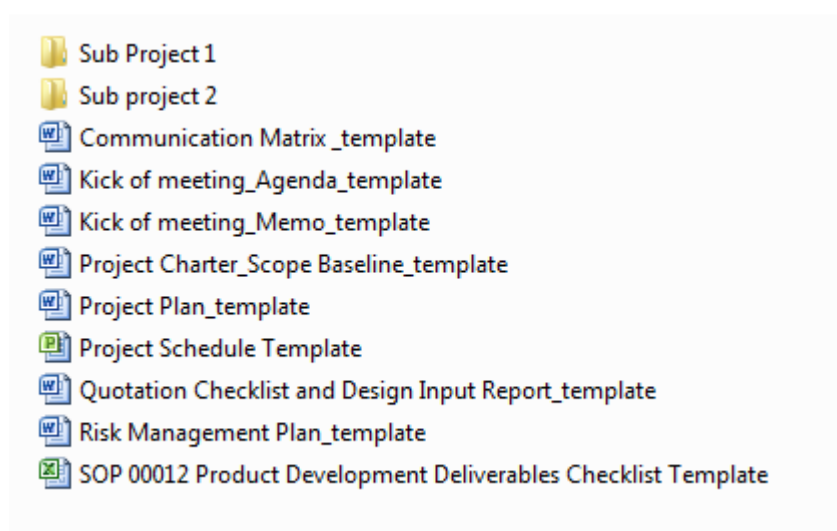 Sub Project 1
Sub project 2
Communication Matrix _template
Kick of meeting_Agenda_template
Kick of meeting_Memo_template
Project Charter_Scope Baseline_template
Project Plan_template
Project Schedule Template
Quotation Checklist and Design Input Report_template
Risk Management Plan_template
SOP 00012 Product Development Deliverables Checklist Template